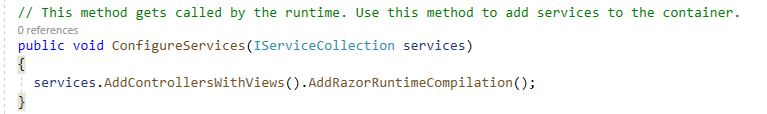 // This method gets called by the runtime. Use this method to add services to the container.
0 references
public void ConfigureServices(IServiceCollection services)
{
services.AddControllersWithViews().AddRazorRuntimeCompilation();
}